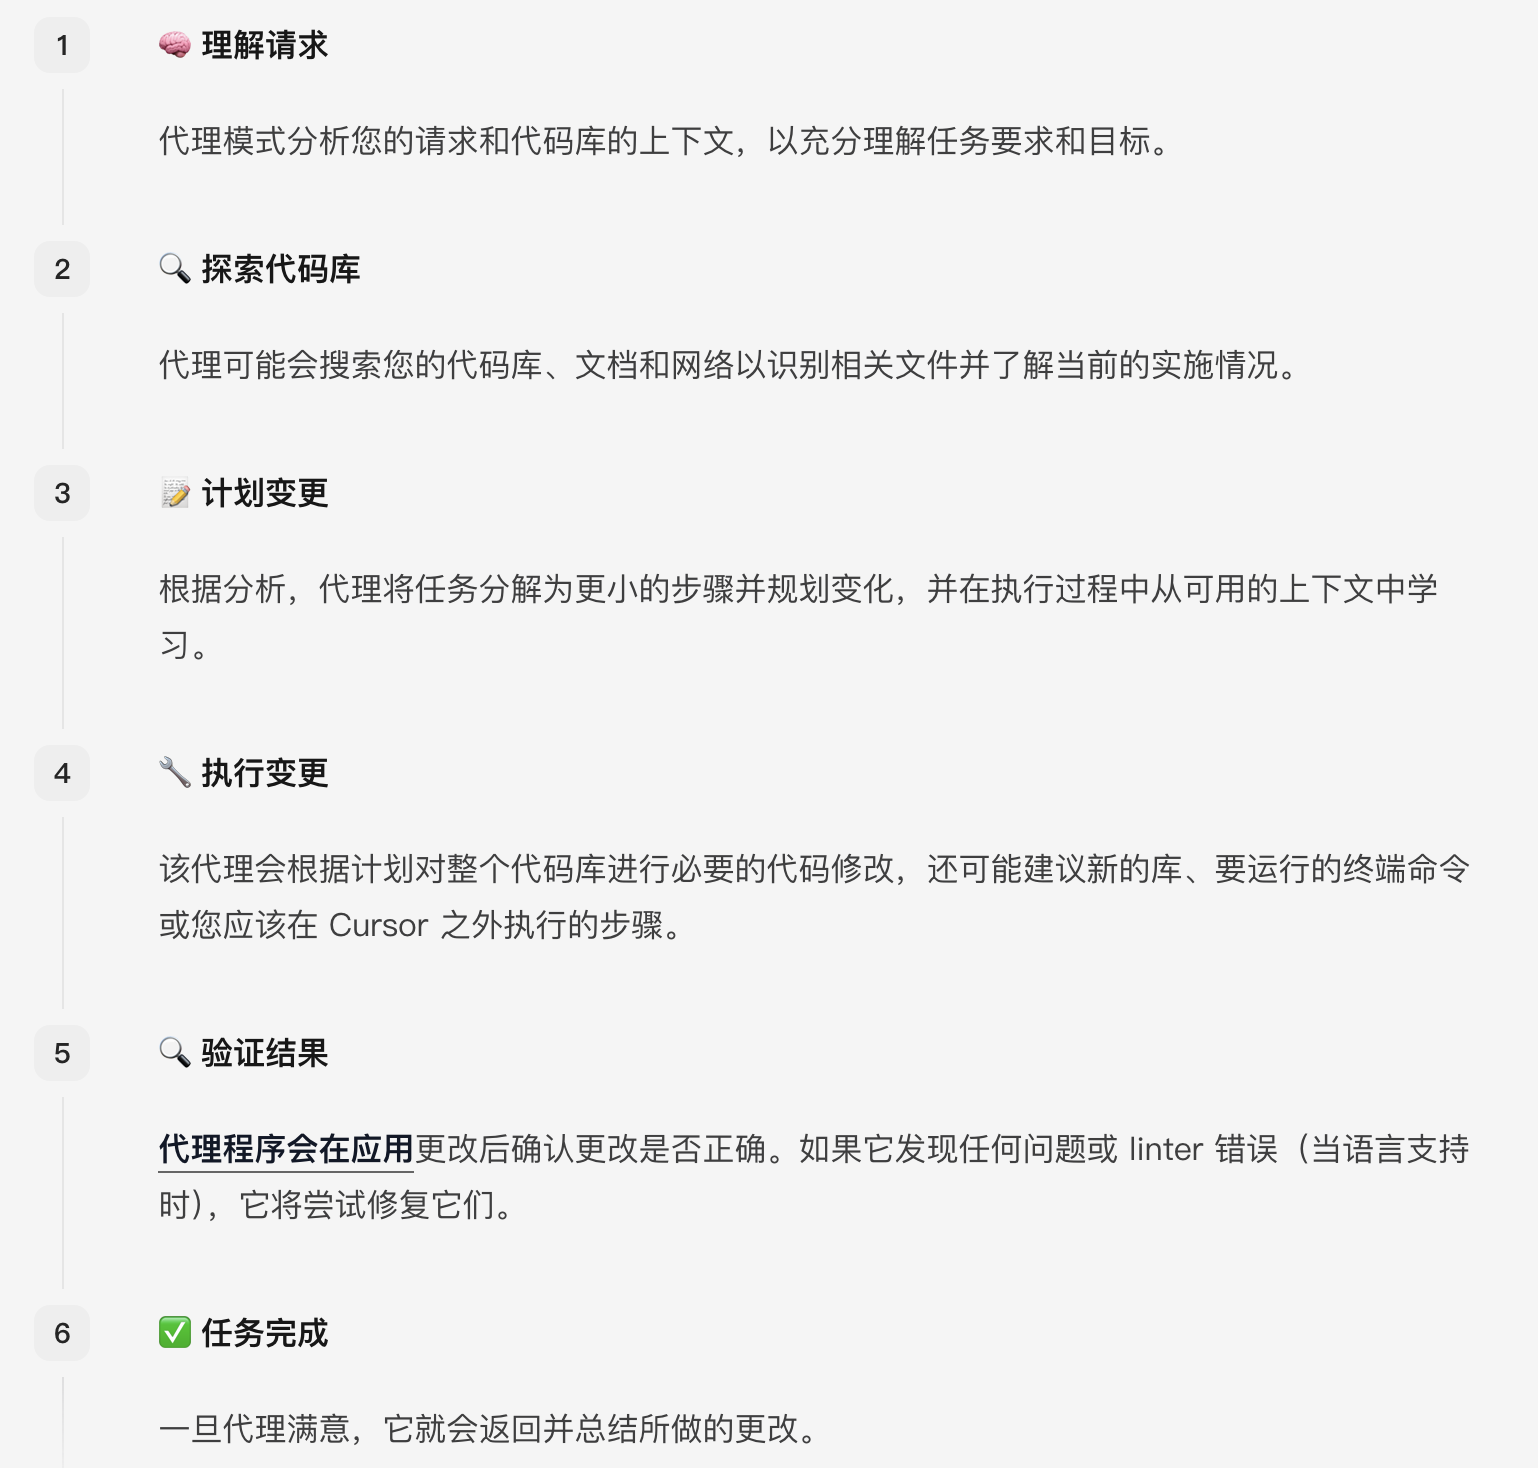 1
🧠 理解请求
代理模式分析您的请求和代码库的上下文，以充分理解任务要求和目标。
2
🔍 探索代码库
代理可能会搜索您的代码库、文档和网络以识别相关文件并了解当前的实施情况。
3
📝 计划变更
根据分析，代理将任务分解为更小的步骤并规划变化，并在执行过程中从可用的上下文中学
习。
4
🔧 执行变更
该代理会根据计划对整个代码库进行必要的代码修改，还可能建议新的库、要运行的终端命令
或您应该在 Cursor 之外执行的步骤。
5
🔍 验证结果
代理程序会在应用更改后确认更改是否正确。如果它发现任何问题或 linter 错误（当语言支持
时），它将尝试修复它们。
6
✅ 任务完成
一旦代理满意，它就会返回并总结所做的更改。